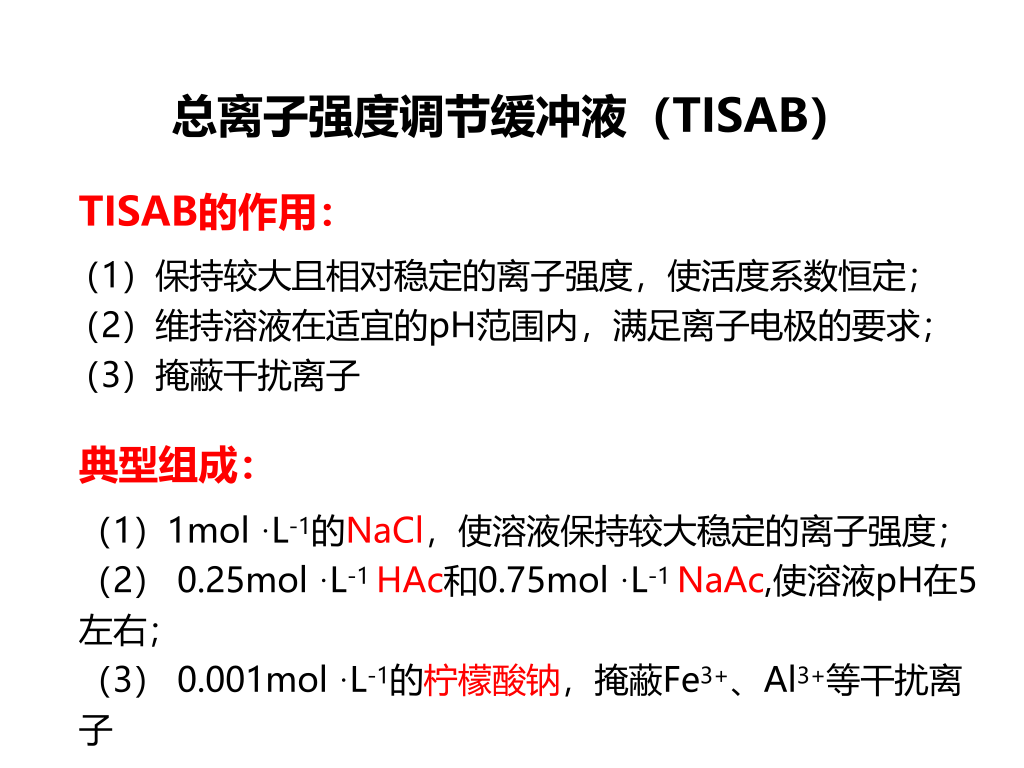 总离子强度调节缓冲液（TISAB）
TISAB的作用：
（1）保持较大且相对稳定的离子强度，使活度系数恒定；
（2）维持溶液在适宜的pH范围内，满足离子电极的要求；
（3）掩蔽干扰离子
典型组成：
（1）1mol ·L-1的NaCl，使溶液保持较大稳定的离子强度；
（2） 0.25mol ·L-1 HAc和0.75mol ·L-1 NaAc,使溶液pH在5
左右；
（3） 0.001mol ·L-1的柠檬酸钠，掩蔽Fe3+、Al3+等干扰离
子